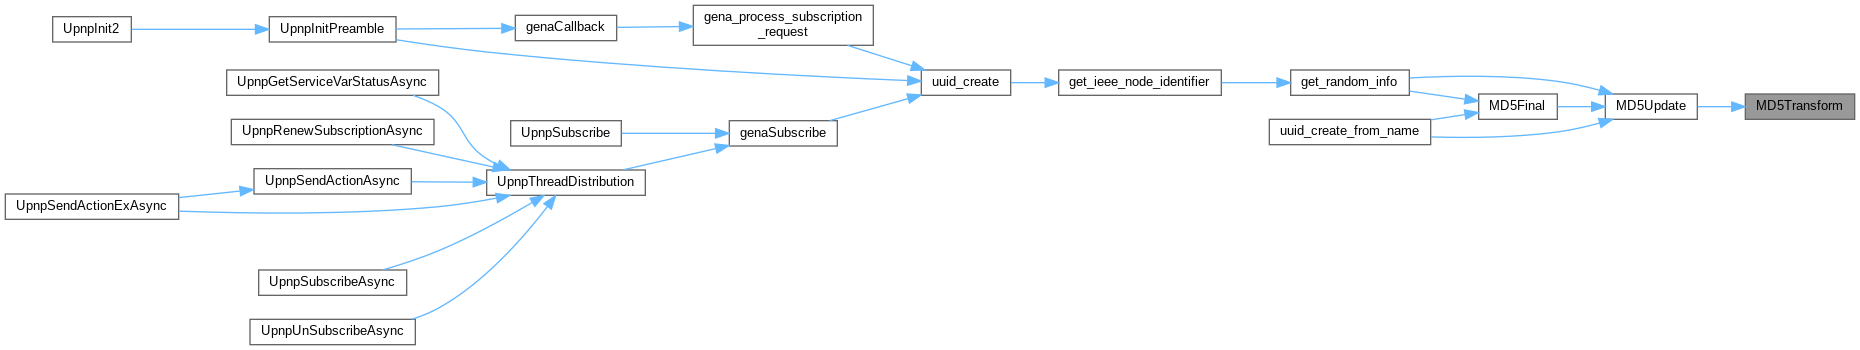 gena_process_subscription
_request
UpnpInit2
UpnpInitPreamble
genaCallback
UpnpGetServiceVarStatusAsync
uuid_create
get_ieee_node_identifier
get_random_info
MD5Final
MD5Update
MD5Transform
UpnpRenewSubscriptionAsync
UpnpSubscribe
genaSubscribe
uuid_create_from_name
UpnpSendActionAsync
UpnpThreadDistribution
UpnpSendActionExAsync
UpnpSubscribeAsync
UpnpUnSubscribeAsync